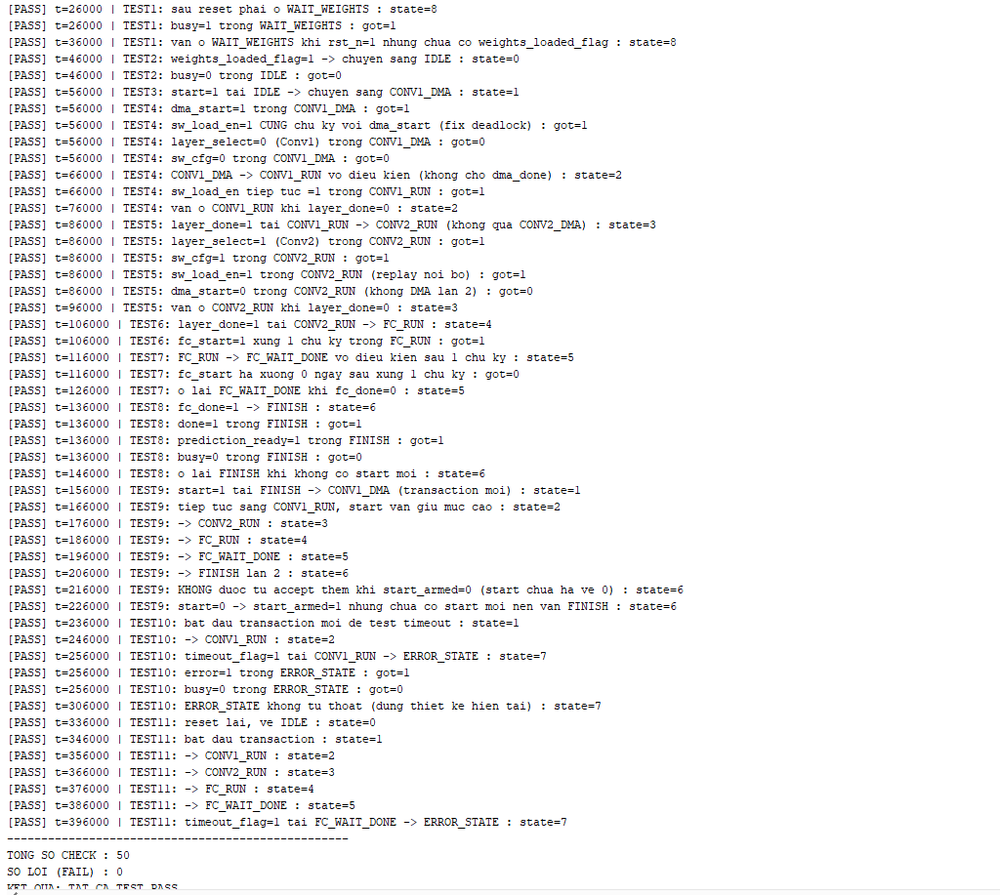 [PASS] t=26000 | TEST1: sau reset phai o WAIT_WEIGHTS : state=8
[PASS] t=26000 | TEST1: busy=1 trong WAIT_WEIGHTS : got=1
[PASS] t=36000 | TEST1: van o WAIT_WEIGHTS khi rst_n=1 nhung chua co weights_loaded_flag : state=8
[PASS] t=46000 | TEST2: weights_loaded_flag=1 -> chuyen sang IDLE : state=0
[PASS] t=46000 | TEST2: busy=0 trong IDLE : got=0
[PASS] t=56000 | TEST3: start=1 tai IDLE -> chuyen sang CONV1_DMA : state=1
[PASS] t=56000 | TEST4: dma_start=1 trong CONV1_DMA : got=1
[PASS] t=56000 | TEST4: sw_load_en=1 CUNG chu ky voi dma_start (fix deadlock) : got=1
[PASS] t=56000 | TEST4: layer_select=0 (Conv1) trong CONV1_DMA : got=0
[PASS] t=56000 | TEST4: sw_cfg=0 trong CONV1_DMA : got=0
[PASS] t=66000 | TEST4: CONV1_DMA -> CONV1_RUN vo dieu kien (khong cho dma_done) : state=2
[PASS] t=66000 | TEST4: sw_load_en tiep tuc =1 trong CONV1_RUN : got=1
[PASS] t=76000 | TEST4: van o CONV1_RUN khi layer_done=0 : state=2
[PASS] t=86000 | TEST5: layer_done=1 tai CONV1_RUN -> CONV2_RUN (khong qua CONV2_DMA) : state=3
[PASS] t=86000 | TEST5: layer_select=1 (Conv2) trong CONV2_RUN : got=1
[PASS] t=86000 | TEST5: sw_cfg=1 trong CONV2_RUN : got=1
[PASS] t=86000 | TEST5: sw_load_en=1 trong CONV2_RUN (replay noi bo) : got=1
[PASS] t=86000 | TEST5: dma_start=0 trong CONV2_RUN (khong DMA lan 2) : got=0
[PASS] t=96000 | TEST5: van o CONV2_RUN khi layer_done=0 : state=3
[PASS] t=106000 | TEST6: layer_done=1 tai CONV2_RUN -> FC_RUN : state=4
[PASS] t=106000 | TEST6: fc_start=1 xung 1 chu ky trong FC_RUN : got=1
[PASS] t=116000 | TEST7: FC_RUN -> FC_WAIT_DONE vo dieu kien sau 1 chu ky : state=5
[PASS] t=116000 | TEST7: fc_start ha xuong 0 ngay sau xung 1 chu ky : got=0
[PASS] t=126000 | TEST7: o lai FC_WAIT_DONE khi fc_done=0 : state=5
[PASS] t=136000 | TEST8: fc_done=1 -> FINISH : state=6
[PASS] t=136000 | TEST8: done=1 trong FINISH : got=1
[PASS] t=136000 | TEST8: prediction_ready=1 trong FINISH : got=1
[PASS] t=136000 | TEST8: busy=0 trong FINISH : got=0
[PASS] t=146000 | TEST8: o lai FINISH khi khong co start moi : state=6
[PASS] t=156000 | TEST9: start=1 tai FINISH -> CONV1_DMA (transaction moi) : state=1
[PASS] t=166000 | TEST9: tiep tuc sang CONV1_RUN, start van giu muc cao : state=2
[PASS] t=176000 | TEST9: -> CONV2_RUN : state=3
[PASS] t=186000 | TEST9: -> FC_RUN : state=4
[PASS] t=196000 | TEST9: -> FC_WAIT_DONE : state=5
[PASS] t=206000 | TEST9: -> FINISH lan 2 : state=6
[PASS] t=216000 | TEST9: KHONG duoc tu accept them khi start_armed=0 (start chua ha ve 0) : state=6
[PASS] t=226000 | TEST9: start=0 -> start_armed=1 nhung chua co start moi nen van FINISH : state=6
[PASS] t=236000 | TEST10: bat dau transaction moi de test timeout : state=1
[PASS] t=246000 | TEST10: -> CONV1_RUN : state=2
[PASS] t=256000 | TEST10: timeout_flag=1 tai CONV1_RUN -> ERROR_STATE : state=7
[PASS] t=256000 | TEST10: error=1 trong ERROR_STATE : got=1
[PASS] t=256000 | TEST10: busy=0 trong ERROR_STATE : got=0
[PASS] t=306000 | TEST10: ERROR_STATE khong tu thoat (dung thiet ke hien tai) : state=7
[PASS] t=336000 | TEST11: reset lai, ve IDLE : state=0
[PASS] t=346000 | TEST11: bat dau transaction : state=1
[PASS] t=356000 | TEST11: -> CONV1_RUN : state=2
[PASS] t=366000 | TEST11: -> CONV2_RUN : state=3
[PASS] t=376000 | TEST11: -> FC_RUN : state=4
[PASS] t=386000 | TEST11: -> FC_WAIT_DONE : state=5
[PASS] t=396000 | TEST11: timeout_flag=1 tai FC_WAIT_DONE -> ERROR_STATE : state=7
--------------------------------------------------
TONG SO CHECK : 50
SO LOI (FAIL) : 0
KET QUA: TAT CA TEST PASS